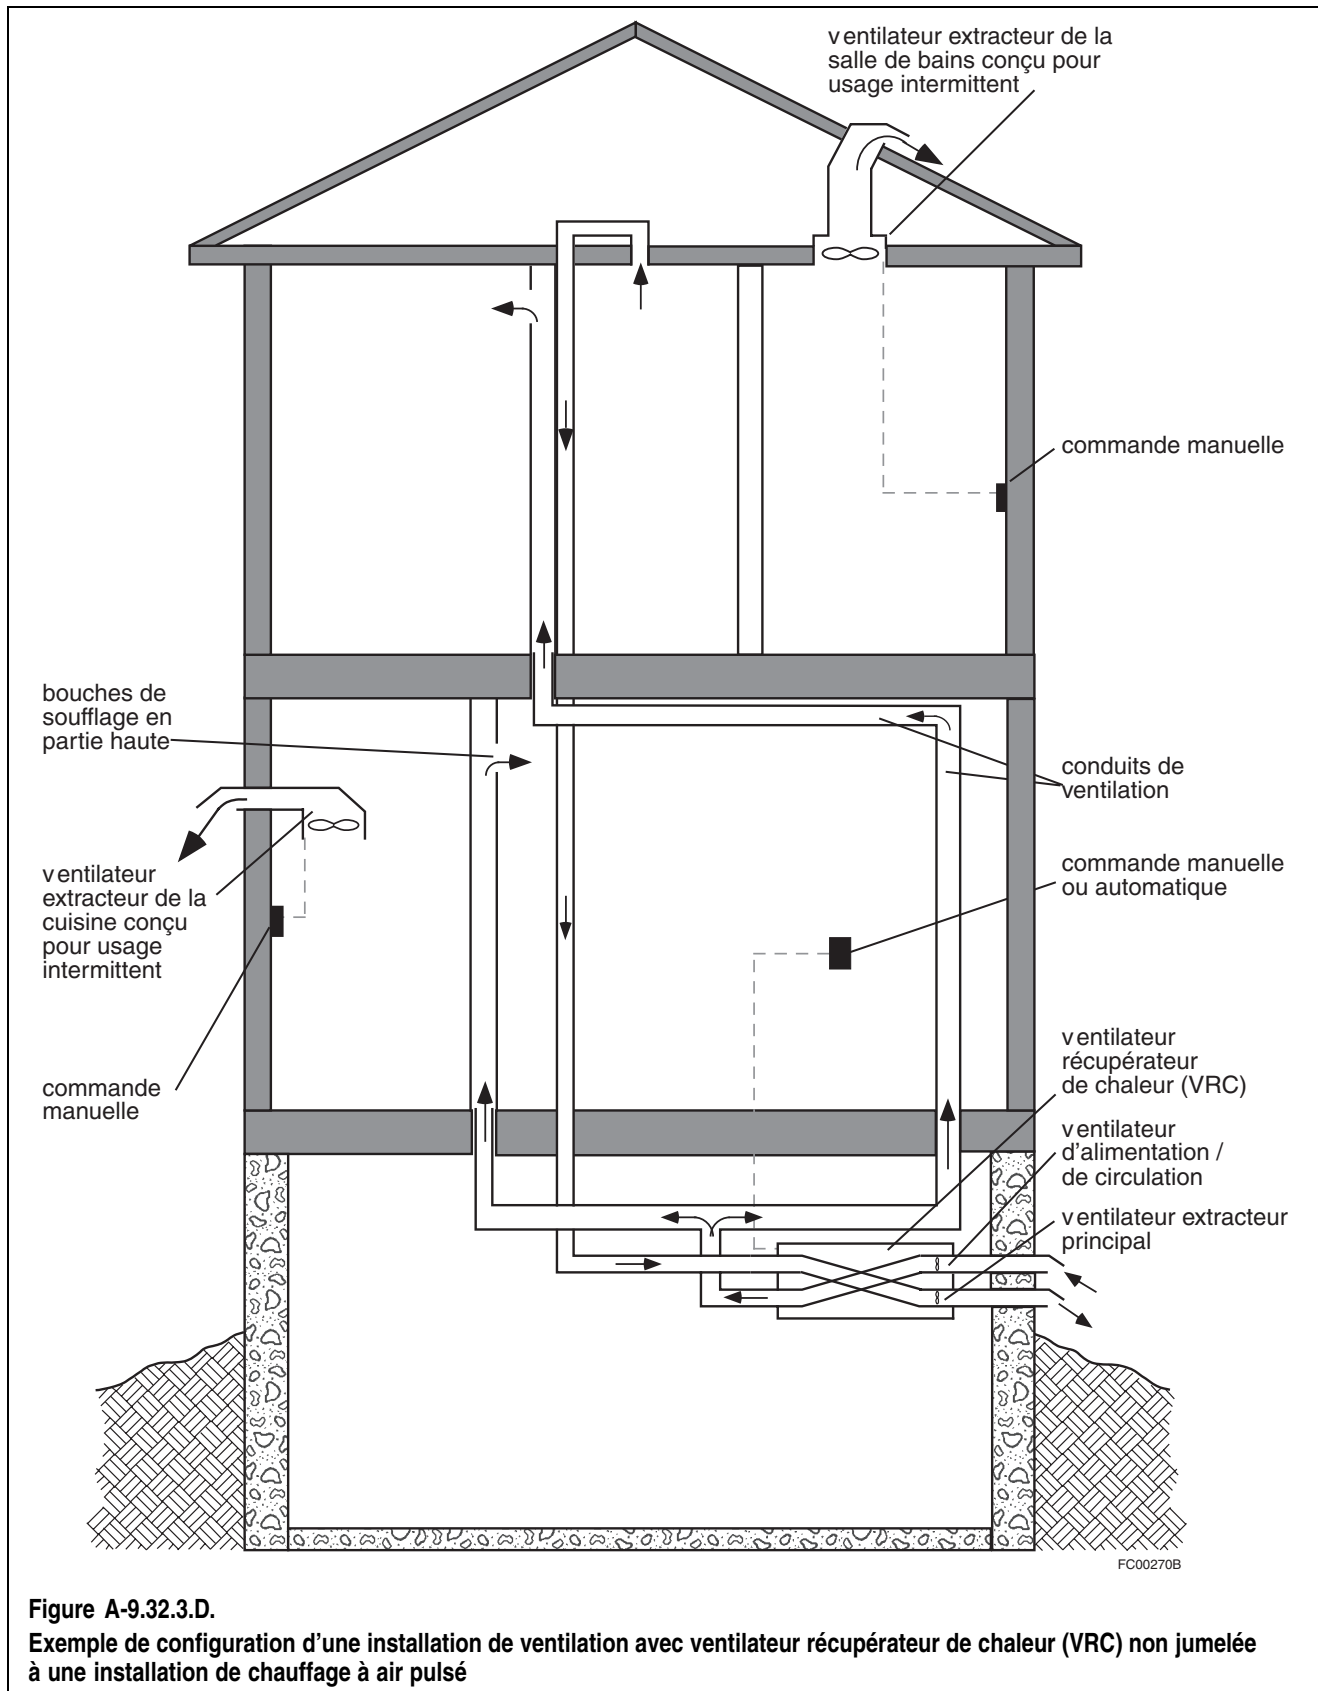 ventilateur extracteur de la
salle de bains conçu pour
usage intermittent
commande manuelle
bouches de
soufflage en
partie haute
conduits de
ventilation
ventilateur
extracteur de la
cuisine conçu
pour usage
intermittent
commande manuelle
ou automatique
commande
manuelle
ventilateur
récupérateur
de chaleur (VRC)
ventilateur
d'alimentation /
de circulation
ventilateur extracteur
principal
FC00270B
Figure A-9.32.3.D.
Exemple de configuration d'une installation de ventilation avec ventilateur récupérateur de chaleur (VRC) non jumelée
à une installation de chauffage à air pulsé